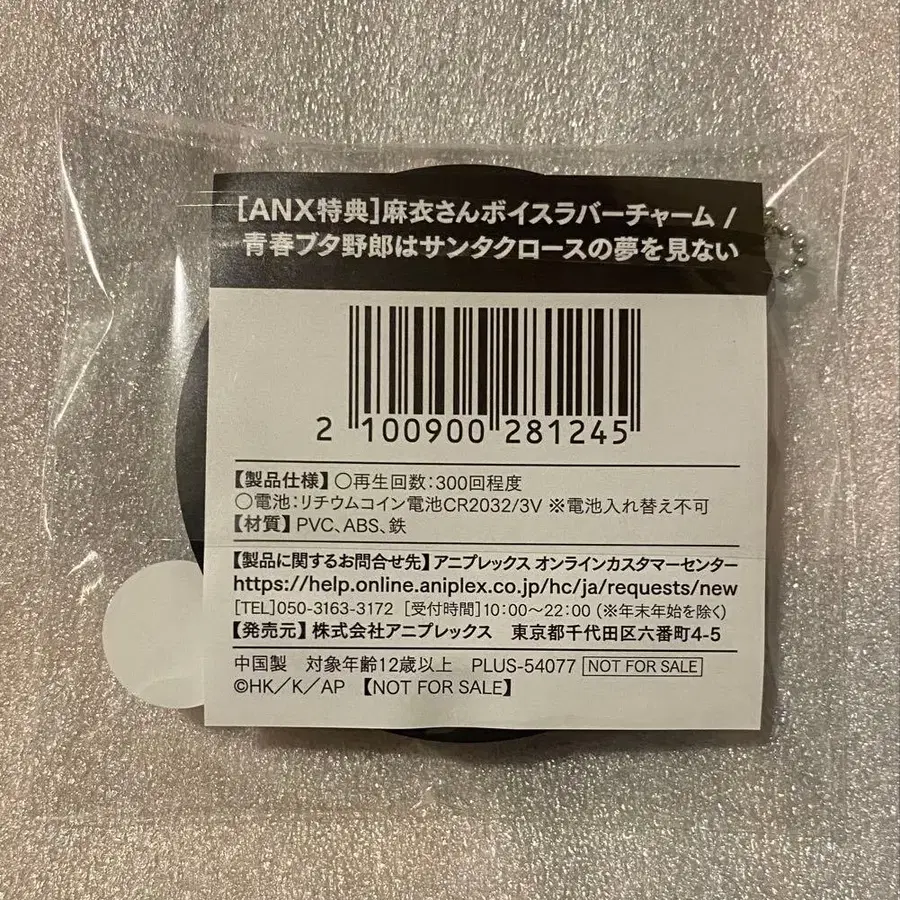 [ANX特典]麻衣さんボイスラバーチャーム /
青春ブタ野郎はサンタクロースの夢を見ない
2 100900 281245
【製品仕様】○再生回数:300回程度
○電池:リチウムコイン電池CR2032/3V ※電池入れ替え不可
【材質】PVC、ABS、鉄
【製品に関するお問合せ先】アニプレックス オンラインカスタマーセンター
https://help.online.aniplex.co.jp/hc/ja/requests/new
[TEL]050-3163-3172 [受付時間]10:00〜22:00(※年末年始を除く)
【発売元】株式会社アニプレックス 東京都千代田区六番町4-5
中国製 対象年齢12歳以上 PLUS-54077 NOT FOR SALE
©HK/K/AP 【NOT FOR SALE】